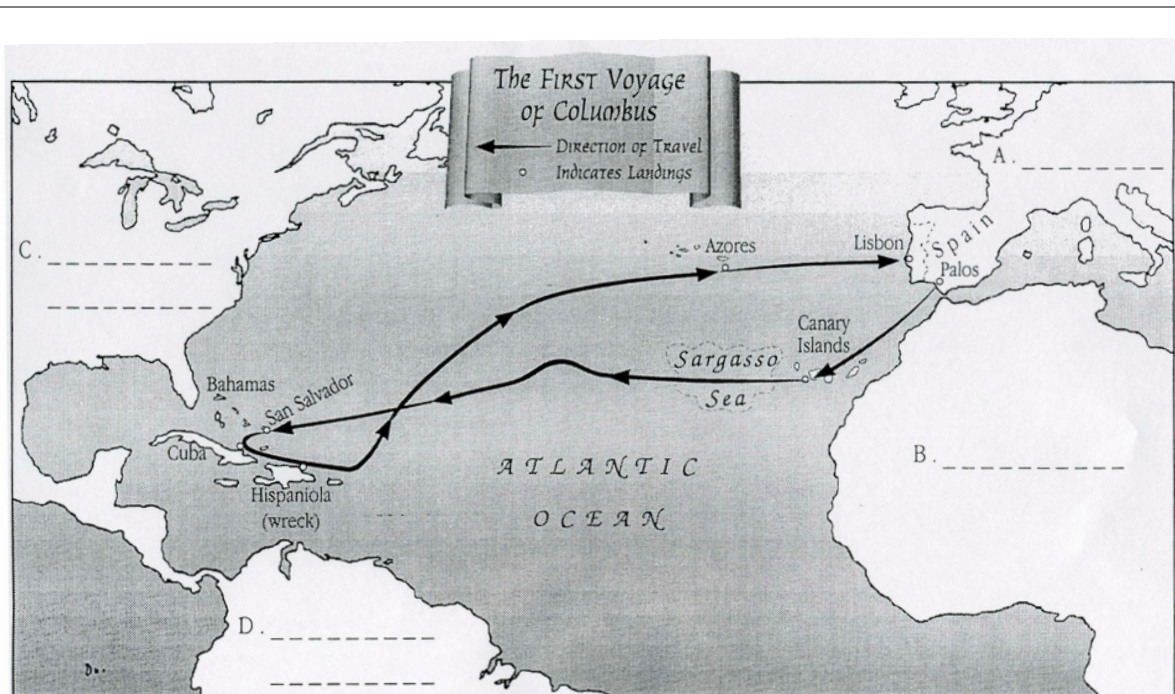 The First Voyage
of Columbus
Direction of Travel
Indicates Landings
A.
Spain
Lisbon
Azores
C.
Palos
Canary
Islands
Sargasso
Sea
Bahamas
San Salvador
Cuba
B.
ATLANTIC
Hispaniola
(wreck)
OCEAN
D.